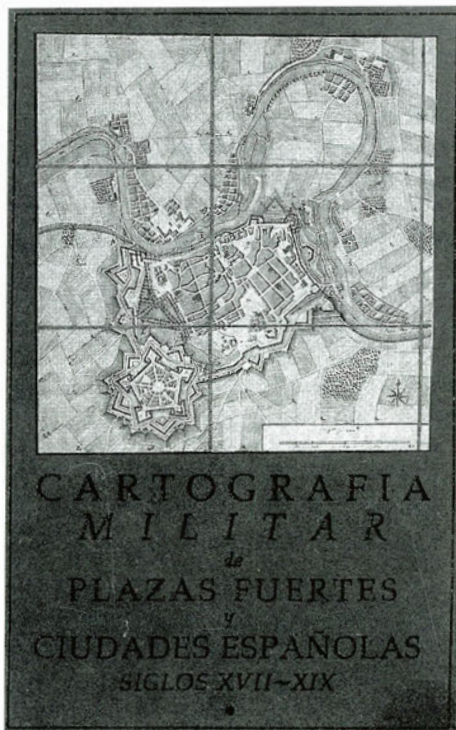 CARTOGRAFIA
MILITAR
de
PLAZAS FUERTES
y
CIUDADES ESPAÑOLAS
SIGLOS XVII-XIX